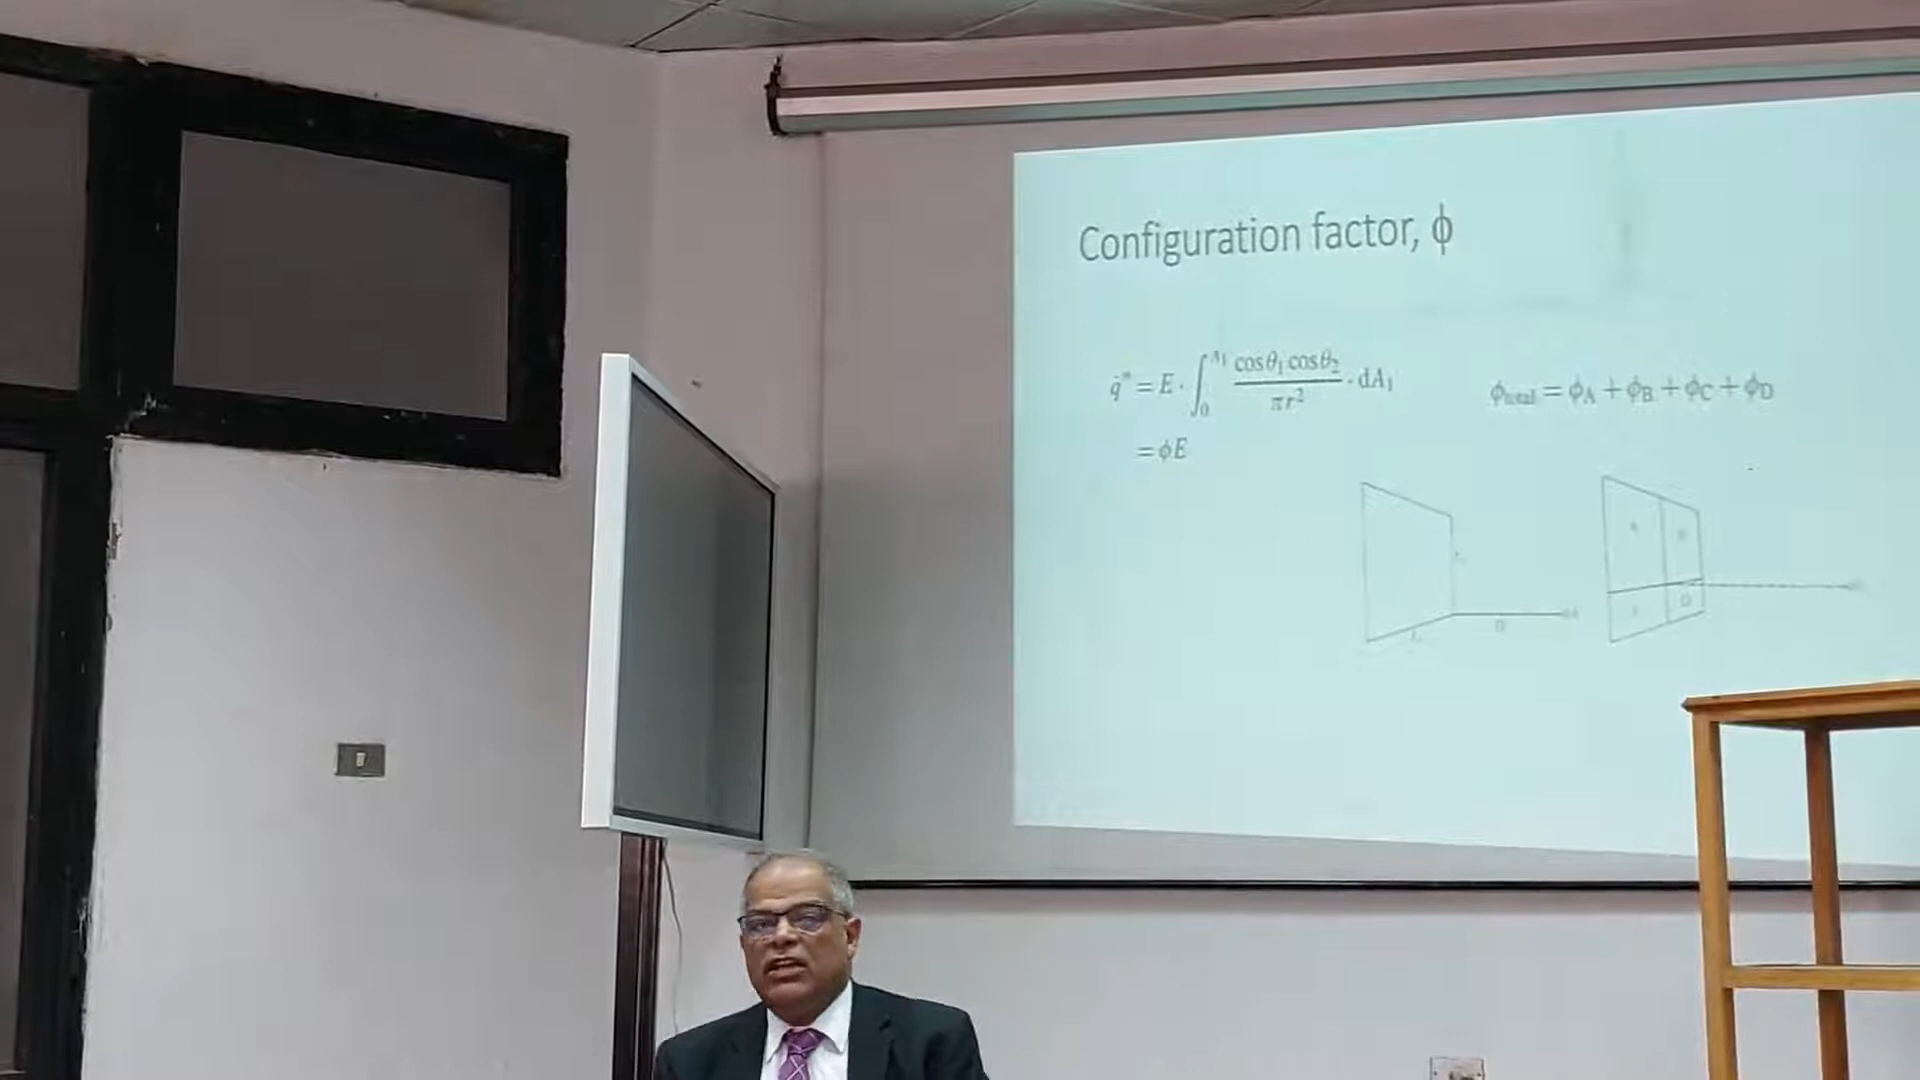 Configuration factor, ϕ
q̇" = E · ∫₀^A₁ cosθ₁ cosθ₂ / πr² · dA₁
= ϕE
ϕtotal = ϕA + ϕB + ϕC + ϕD